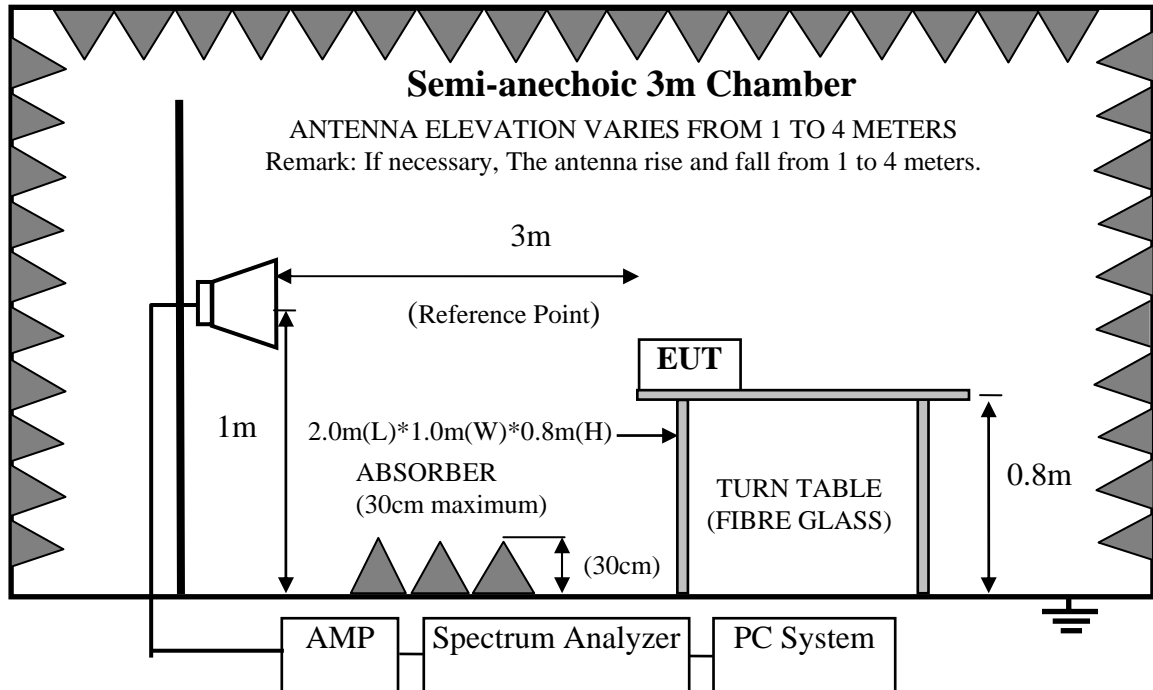 Semi-anechoic 3m Chamber
ANTENNA ELEVATION VARIES FROM 1 TO 4 METERS
Remark: If necessary, The antenna rise and fall from 1 to 4 meters.
3m
(Reference Point)
EUT
1m
2.0m(L)*1.0m(W)*0.8m(H)
ABSORBER
(30cm maximum)
TURN TABLE
(FIBRE GLASS)
0.8m
(30cm)
AMP
Spectrum Analyzer
PC System